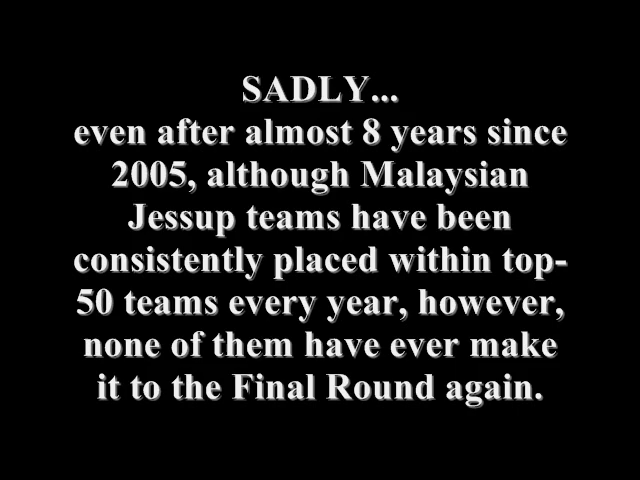 SADLY...
even after almost 8 years since
2005, although Malaysian
Jessup teams have been
consistently placed within top-
50 teams every year, however,
none of them have ever make
it to the Final Round again.